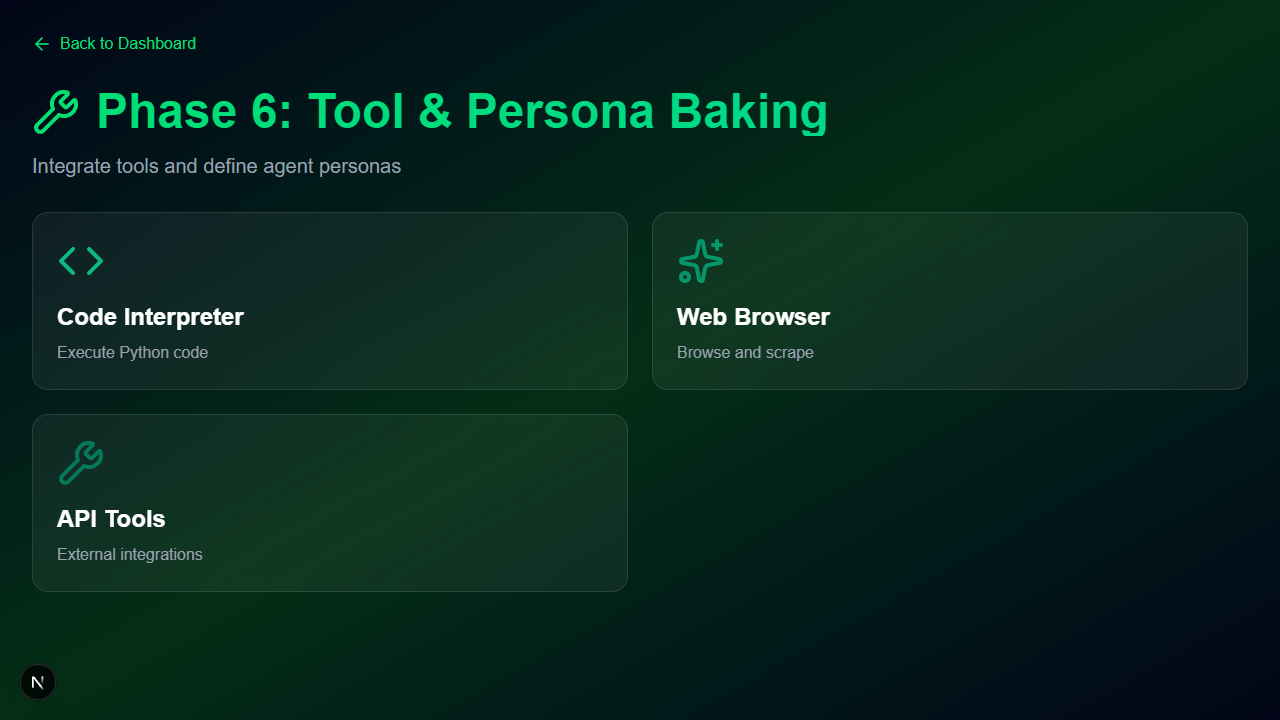 Back to Dashboard
Phase 6: Tool & Persona Baking
Integrate tools and define agent personas
Code Interpreter
Execute Python code
Web Browser
Browse and scrape
API Tools
External integrations
N